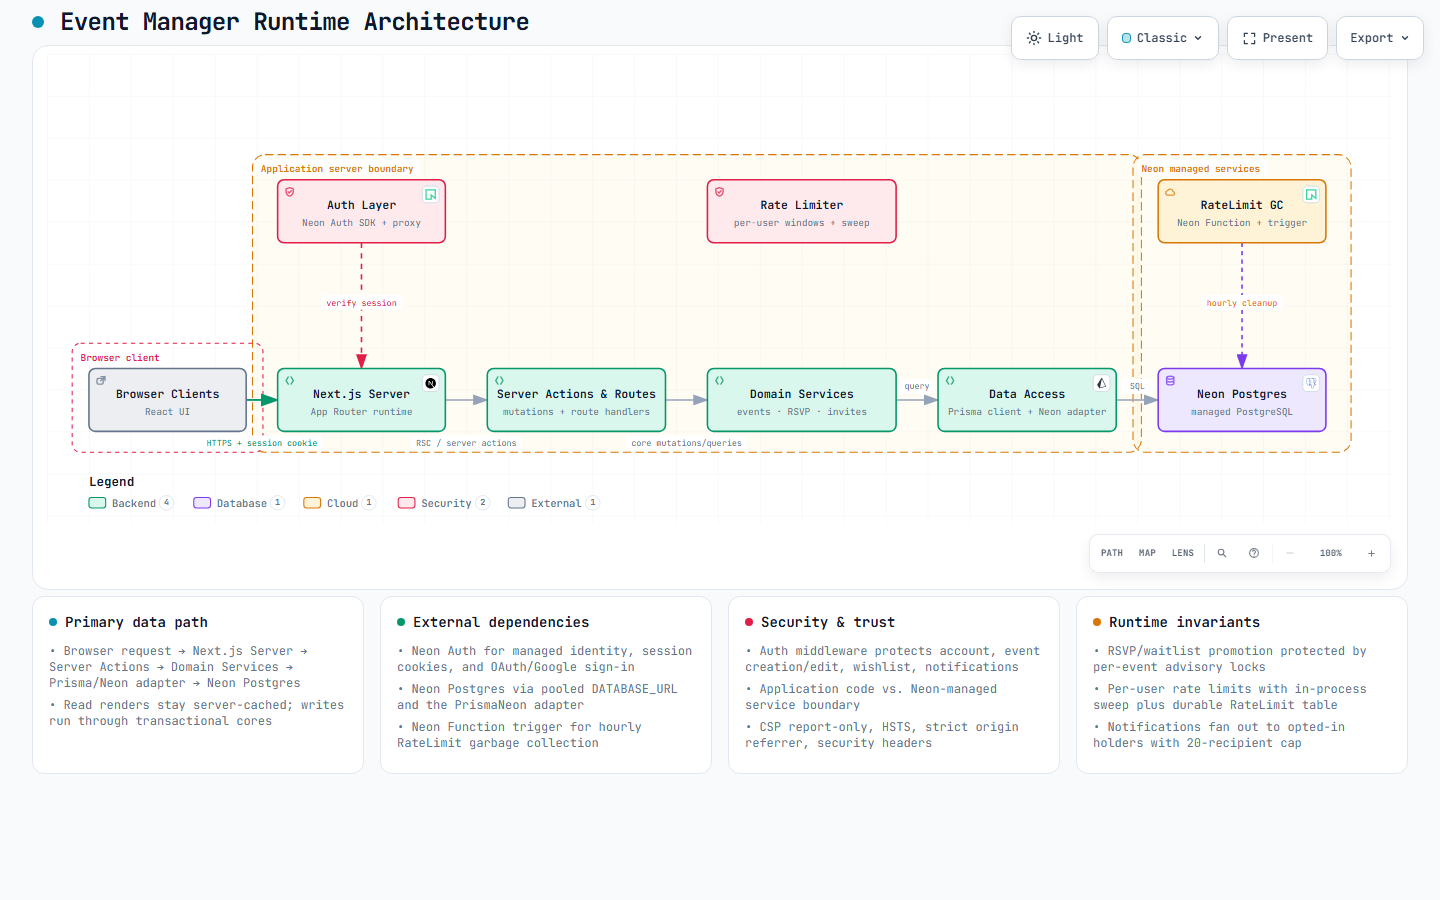 Event Manager Runtime Architecture
Light
Classic
Present
Export
Application server boundary
Neon managed services
Auth Layer
Neon Auth SDK + proxy
Rate Limiter
per-user windows + sweep
RateLimit GC
Neon Function + trigger
verify session
hourly cleanup
Browser client
Browser Clients
React UI
Next.js Server
App Router runtime
Server Actions & Routes
mutations + route handlers
Domain Services
events · RSVP · invites
query
Data Access
Prisma client + Neon adapter
SQL
Neon Postgres
managed PostgreSQL
HTTPS + session cookie
RSC / server actions
core mutations/queries
Legend
Backend 4
Database 1
Cloud 1
Security 2
External 1
PATH MAP LENS
− 100% +
Primary data path
• Browser request → Next.js Server →
Server Actions → Domain Services →
Prisma/Neon adapter → Neon Postgres
• Read renders stay server-cached; writes
run through transactional cores
External dependencies
• Neon Auth for managed identity, session
cookies, and OAuth/Google sign-in
• Neon Postgres via pooled DATABASE_URL
and the PrismaNeon adapter
• Neon Function trigger for hourly
RateLimit garbage collection
Security & trust
• Auth middleware protects account, event
creation/edit, wishlist, notifications
• Application code vs. Neon-managed
service boundary
• CSP report-only, HSTS, strict origin
referrer, security headers
Runtime invariants
• RSVP/waitlist promotion protected by
per-event advisory locks
• Per-user rate limits with in-process
sweep plus durable RateLimit table
• Notifications fan out to opted-in
holders with 20-recipient cap